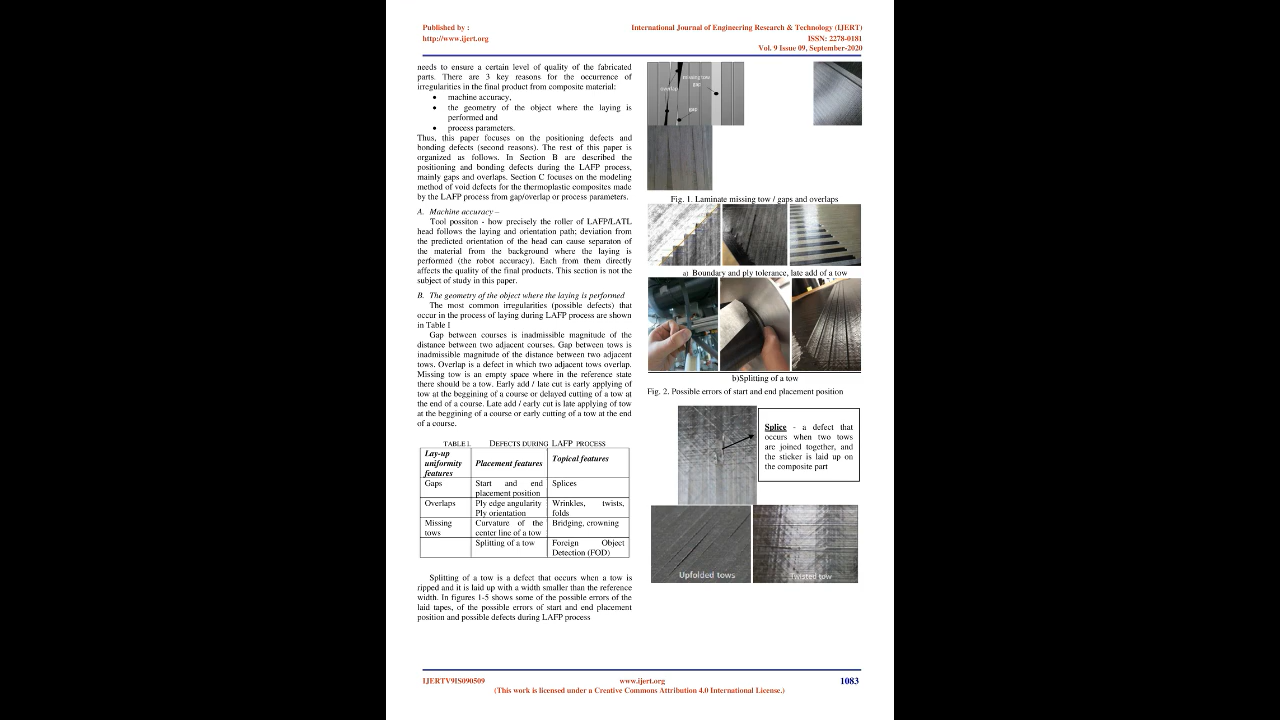 Published by :
http://www.ijert.org
International Journal of Engineering Research & Technology (IJERT)
ISSN: 2278-0181
Vol. 9 Issue 09, September-2020
needs to ensure a certain level of quality of the fabricated
parts. There are 3 key reasons for the occurrence of
irregularities in the final product from composite material:
• machine accuracy,
• the geometry of the object where the laying is
performed and
• process parameters.
Thus, this paper focuses on the positioning defects and
bonding defects (second reasons). The rest of this paper is
organized as follows. In Section B are described the
positioning and bonding defects during the LAFP process,
mainly gaps and overlaps. Section C focuses on the modeling
method of void defects for the thermoplastic composites made
by the LAFP process from gap/overlap or process parameters.
A. Machine accuracy –
Tool possiton - how precisely the roller of LAFP/LATL
head follows the laying and orientation path; deviation from
the predicted orientation of the head can cause separaton of
the material from the background where the laying is
performed (the robot accuracy). Each from them directly
affects the quality of the final products. This section is not the
subject of study in this paper.
B. The geometry of the object where the laying is performed
The most common irregularities (possible defects) that
occur in the process of laying during LAFP process are shown
in Table I
Gap between courses is inadmissible magnitude of the
distance between two adjacent courses. Gap between tows is
inadmissible magnitude of the distance between two adjacent
tows. Overlap is a defect in which two adjacent tows overlap.
Missing tow is an empty space where in the reference state
there should be a tow. Early add / late cut is early applying of
tow at the beggining of a course or delayed cutting of a tow at
the end of a course. Late add / early cut is late applying of tow
at the beggining of a course or early cutting of a tow at the end
of a course.
TABLE I. DEFECTS DURING LAFP PROCESS
Lay-up
uniformity
features
Placement features
Topical features
Gaps
Start and end
placement position
Splices
Overlaps
Ply edge angularity
Ply orientation
Wrinkles, twists,
folds
Missing
tows
Curvature of the
center line of a tow
Bridging, crowning
Splitting of a tow
Foreign Object
Detection (FOD)
Splitting of a tow is a defect that occurs when a tow is
ripped and it is laid up with a width smaller than the reference
width. In figures 1-5 shows some of the possible errors of the
laid tapes, of the possible errors of start and end placement
position and possible defects during LAFP process
missing tow
gap
overlap
gap
Fig. 1. Laminate missing tow / gaps and overlaps
a) Boundary and ply tolerance, late add of a tow
b)Splitting of a tow
Fig. 2. Possible errors of start and end placement position
Splice - a defect that
occurs when two tows
are joined together, and
the sticker is laid up on
the composite part
Upfolded tows
Twisted tow
IJERTV9IS090509
www.ijert.org
1083
(This work is licensed under a Creative Commons Attribution 4.0 International License.)